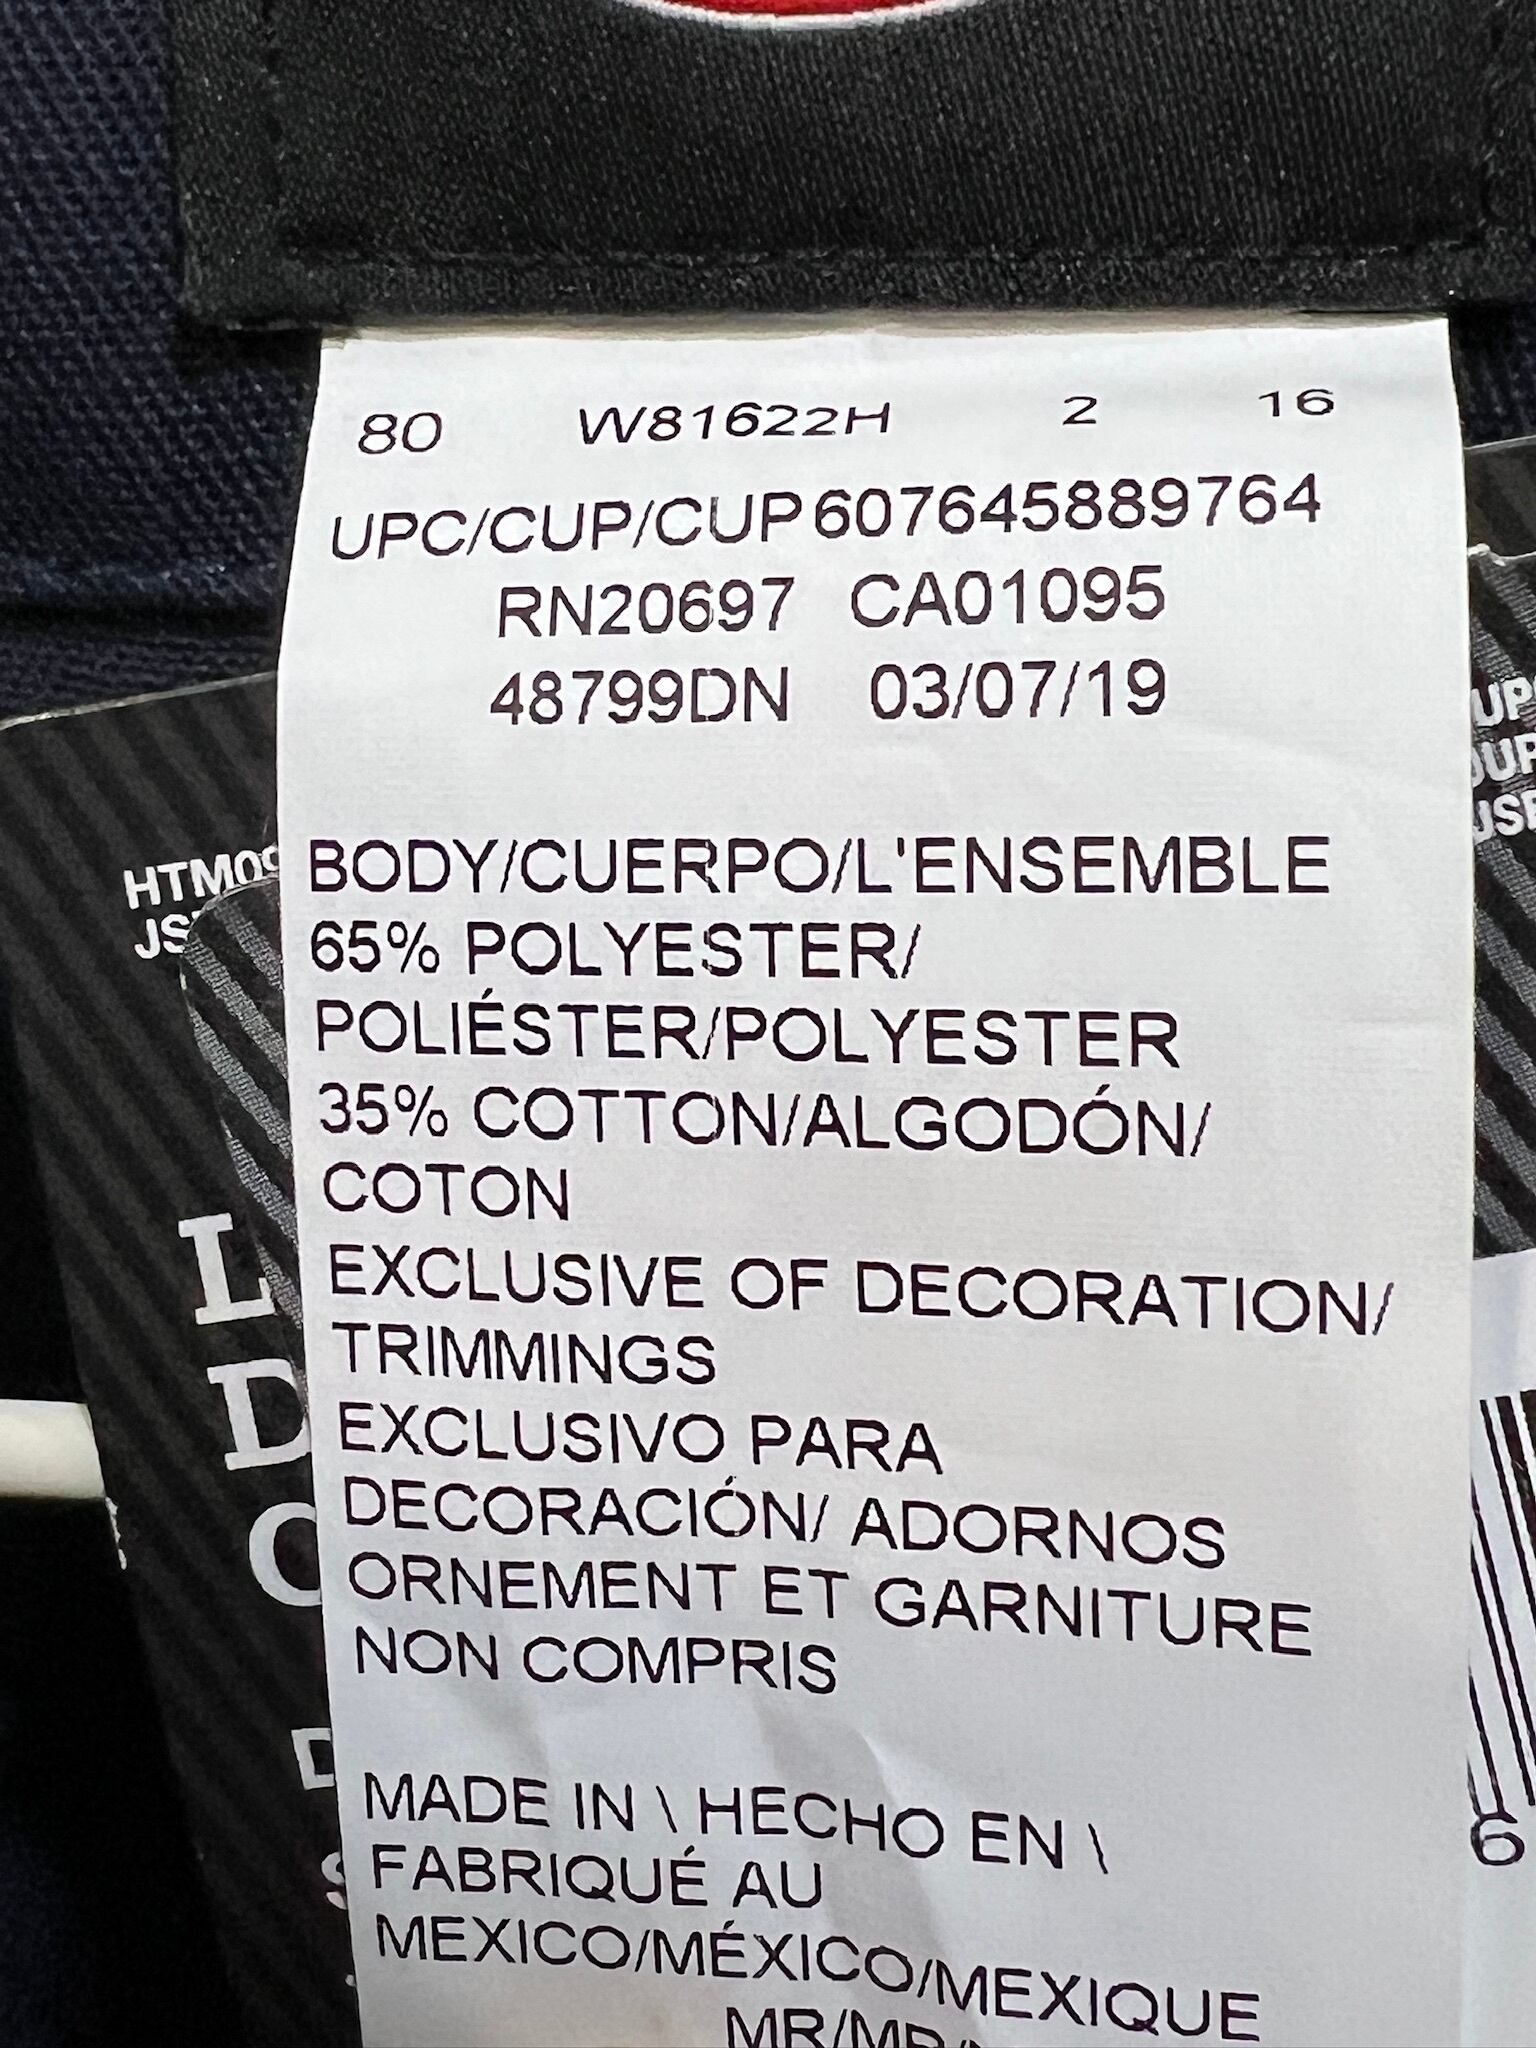 80 W81622H 2 16
UPC/CUP/CUP607645889764
RN20697 CA01095
48799DN 03/07/19
BODY/CUERPO/L'ENSEMBLE
65% POLYESTER/
POLIÉSTER/POLYESTER
35% COTTON/ALGODÓN/
COTON
EXCLUSIVE OF DECORATION/
TRIMMINGS
EXCLUSIVO PARA
DECORACIÓN/ ADORNOS
ORNEMENT ET GARNITURE
NON COMPRIS
MADE IN \ HECHO EN \
FABRIQUÉ AU
MEXICO/MÉXICO/MEXIQUE
L
D
6